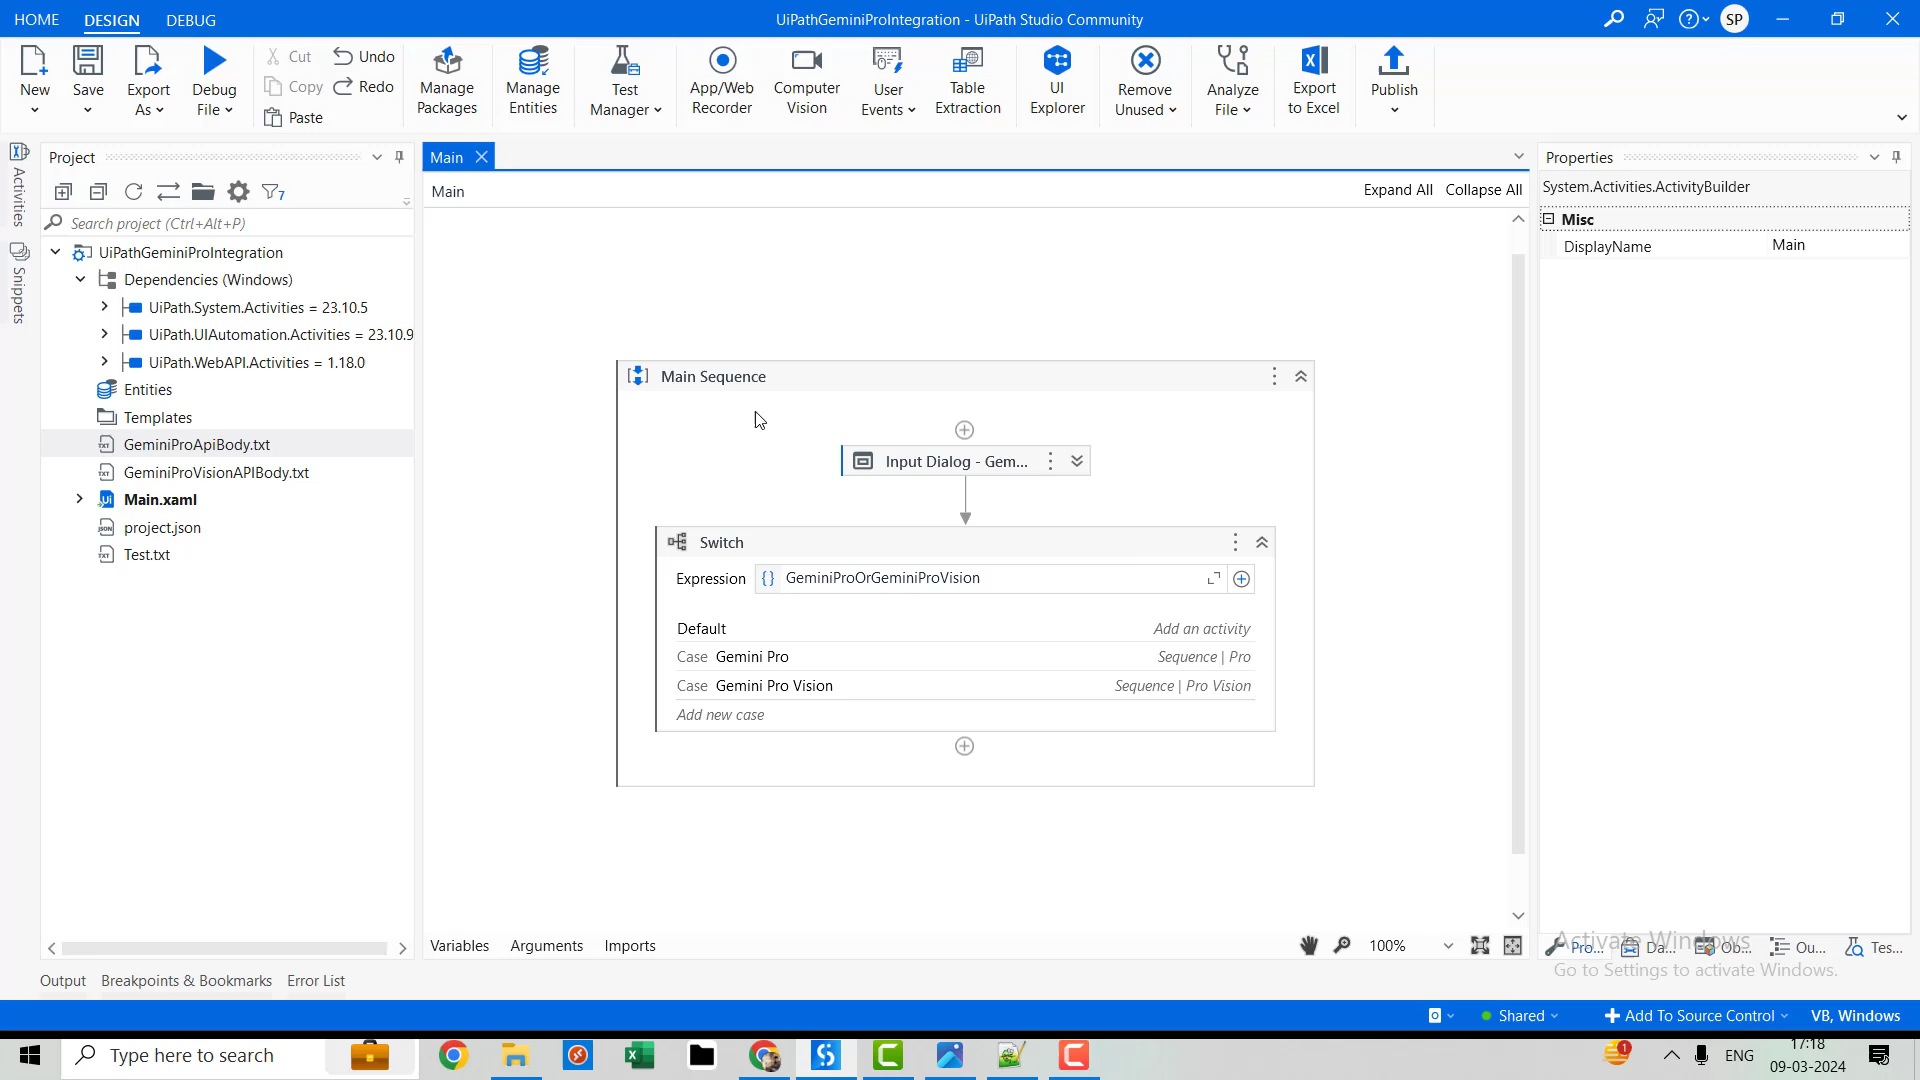 HOME DESIGN DEBUG
UiPathGeminiProIntegration - UiPath Studio Community
SP
New
Save
Export As
Debug File
Cut
Copy
Paste
Undo
Redo
Manage Packages
Manage Entities
Test Manager
App/Web Recorder
Computer Vision
User Events
Table Extraction
UI Explorer
Remove Unused
Analyze File
Export to Excel
Publish
Activities
Snippets
Project
7
Search project (Ctrl+Alt+P)
UiPathGeminiProIntegration
Dependencies (Windows)
UiPath.System.Activities = 23.10.5
UiPath.UIAutomation.Activities = 23.10.9
UiPath.WebAPI.Activities = 1.18.0
Entities
Templates
GeminiProApiBody.txt
GeminiProVisionAPIBody.txt
Main.xaml
project.json
Test.txt
Main
Main
Expand All Collapse All
Main Sequence
Input Dialog - Gem...
Switch
Expression {} GeminiProOrGeminiProVision
Default Add an activity
Case Gemini Pro Sequence | Pro
Case Gemini Pro Vision Sequence | Pro Vision
Add new case
Variables Arguments Imports
100%
Properties
System.Activities.ActivityBuilder
Misc
DisplayName Main
Pro... Da... Ob... Ou... Tes...
Activate Windows
Go to Settings to activate Windows.
Output Breakpoints & Bookmarks Error List
Shared Add To Source Control VB, Windows
Type here to search
1
ENG
17:18
09-03-2024